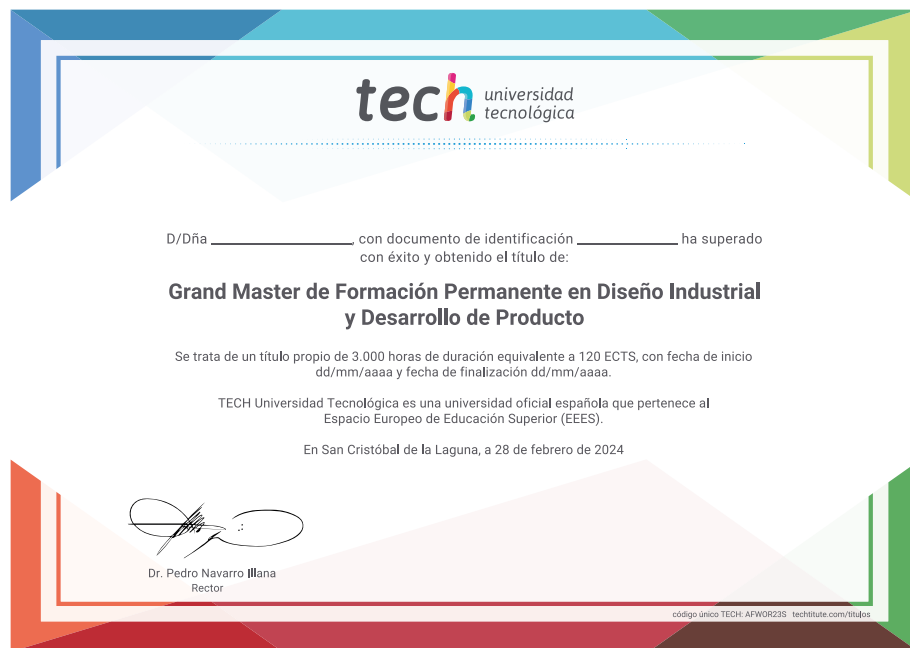 tech universidad
tecnológica
D/Dña ________________, con documento de identificación ______________ ha superado
con éxito y obtenido el título de:
Grand Master de Formación Permanente en Diseño Industrial
y Desarrollo de Producto
Se trata de un título propio de 3.000 horas de duración equivalente a 120 ECTS, con fecha de inicio
dd/mm/aaaa y fecha de finalización dd/mm/aaaa.
TECH Universidad Tecnológica es una universidad oficial española que pertenece al
Espacio Europeo de Educación Superior (EEES).
En San Cristóbal de la Laguna, a 28 de febrero de 2024
Dr. Pedro Navarro Illana
Rector
código único TECH: AFWOR23S techtitute.com/titulos